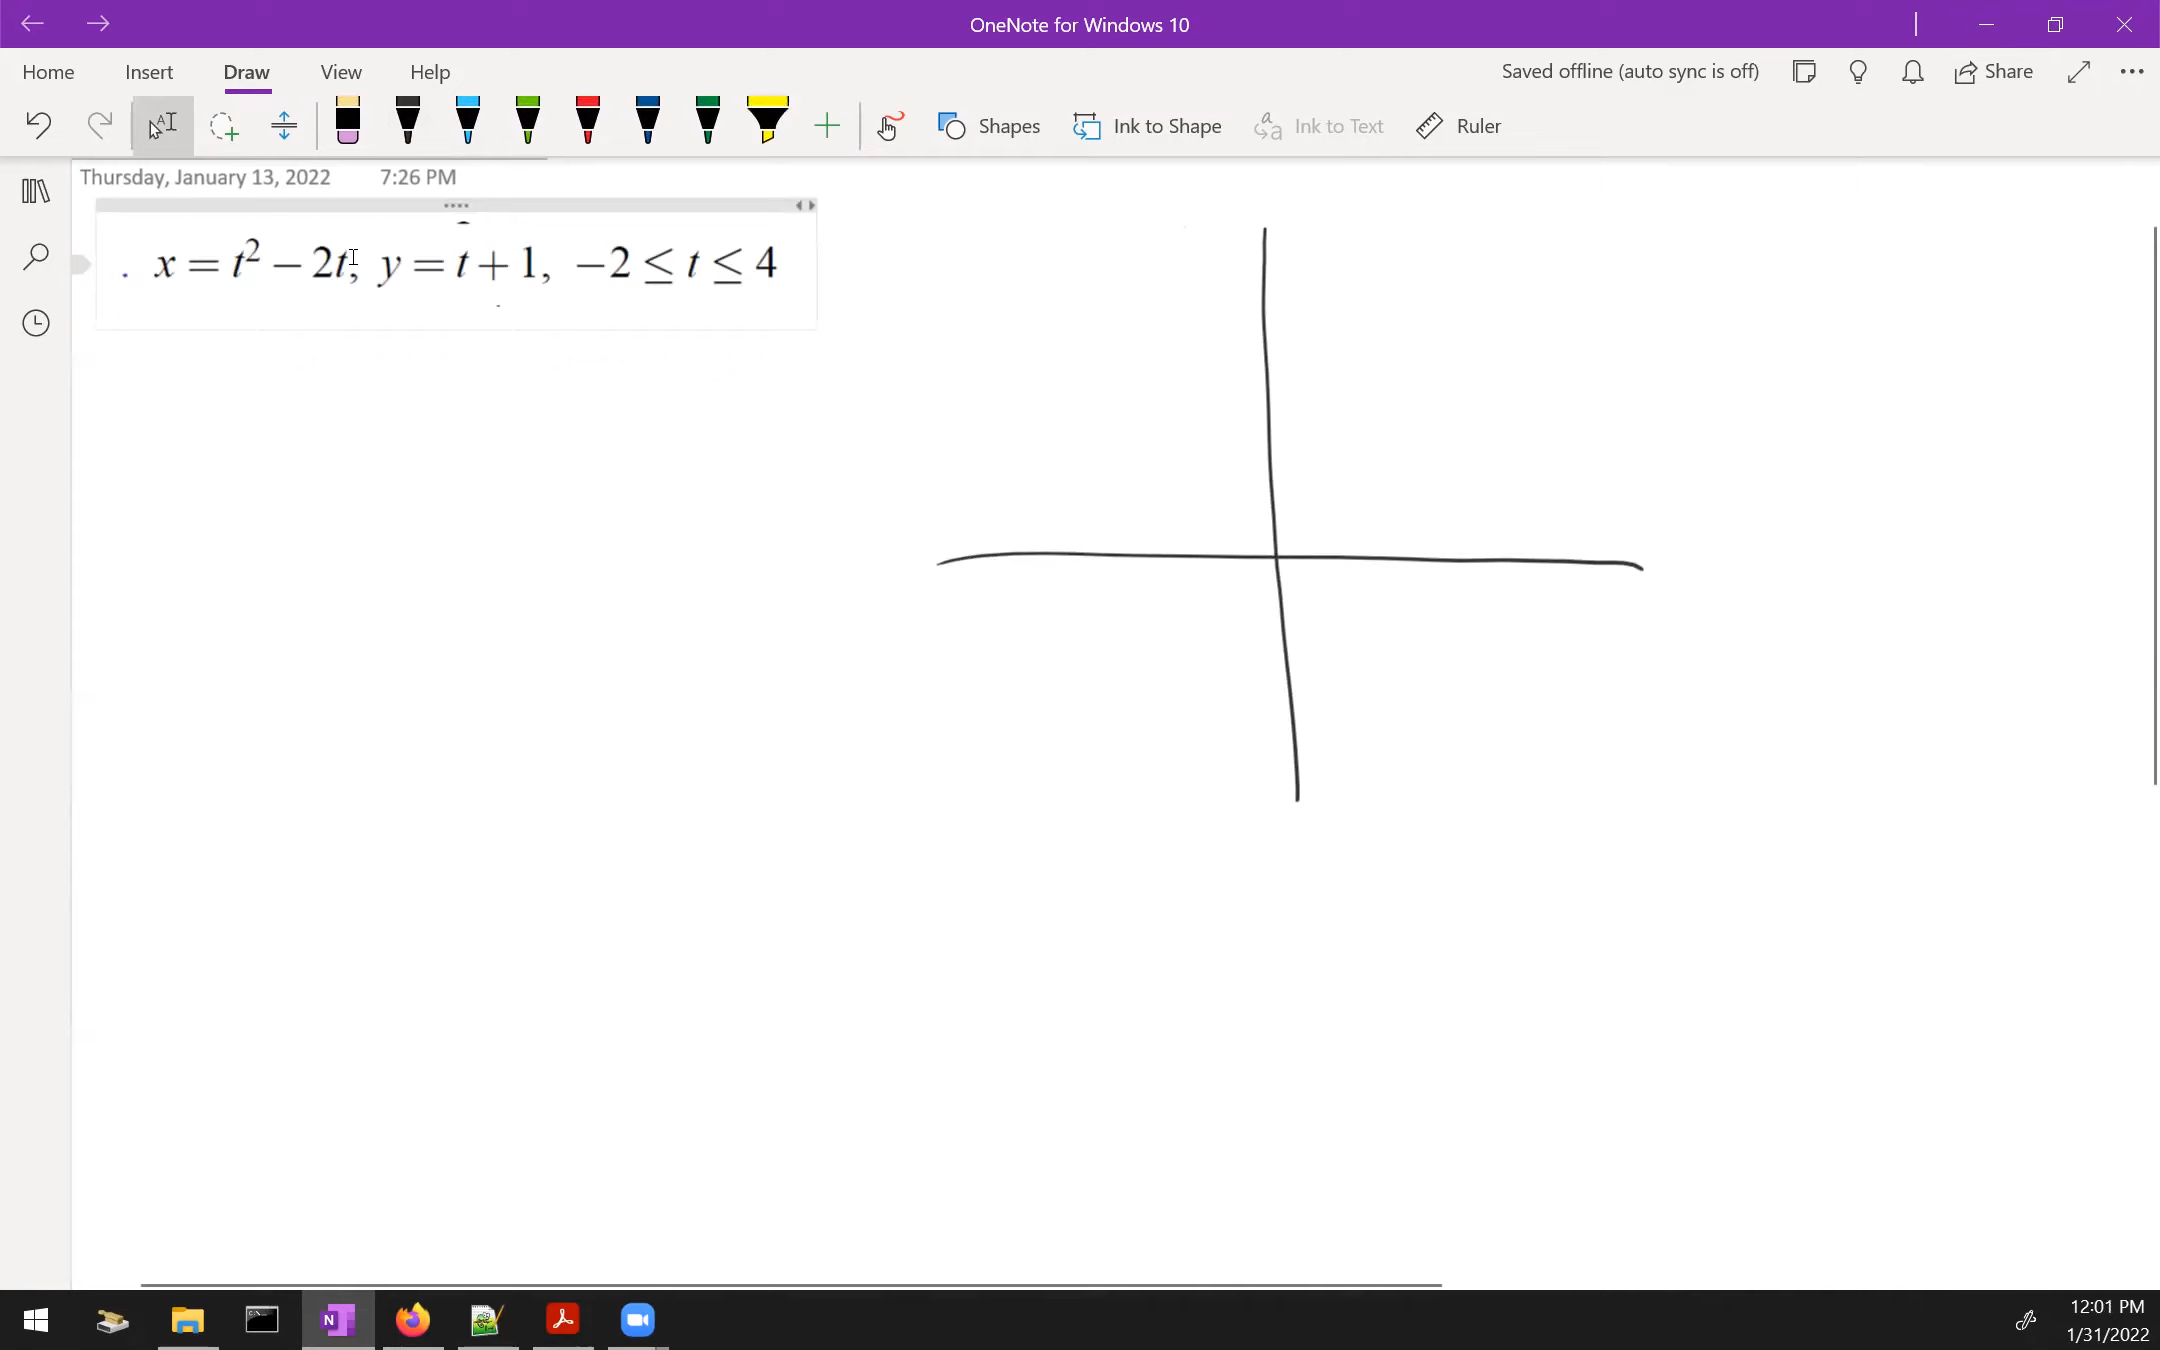 OneNote for Windows 10
Home Insert Draw View Help Saved offline (auto sync is off) Share
Shapes Ink to Shape Ink to Text Ruler
Thursday, January 13, 2022 7:26 PM
. x = t² − 2t, y = t + 1, −2 ≤ t ≤ 4
12:01 PM
1/31/2022